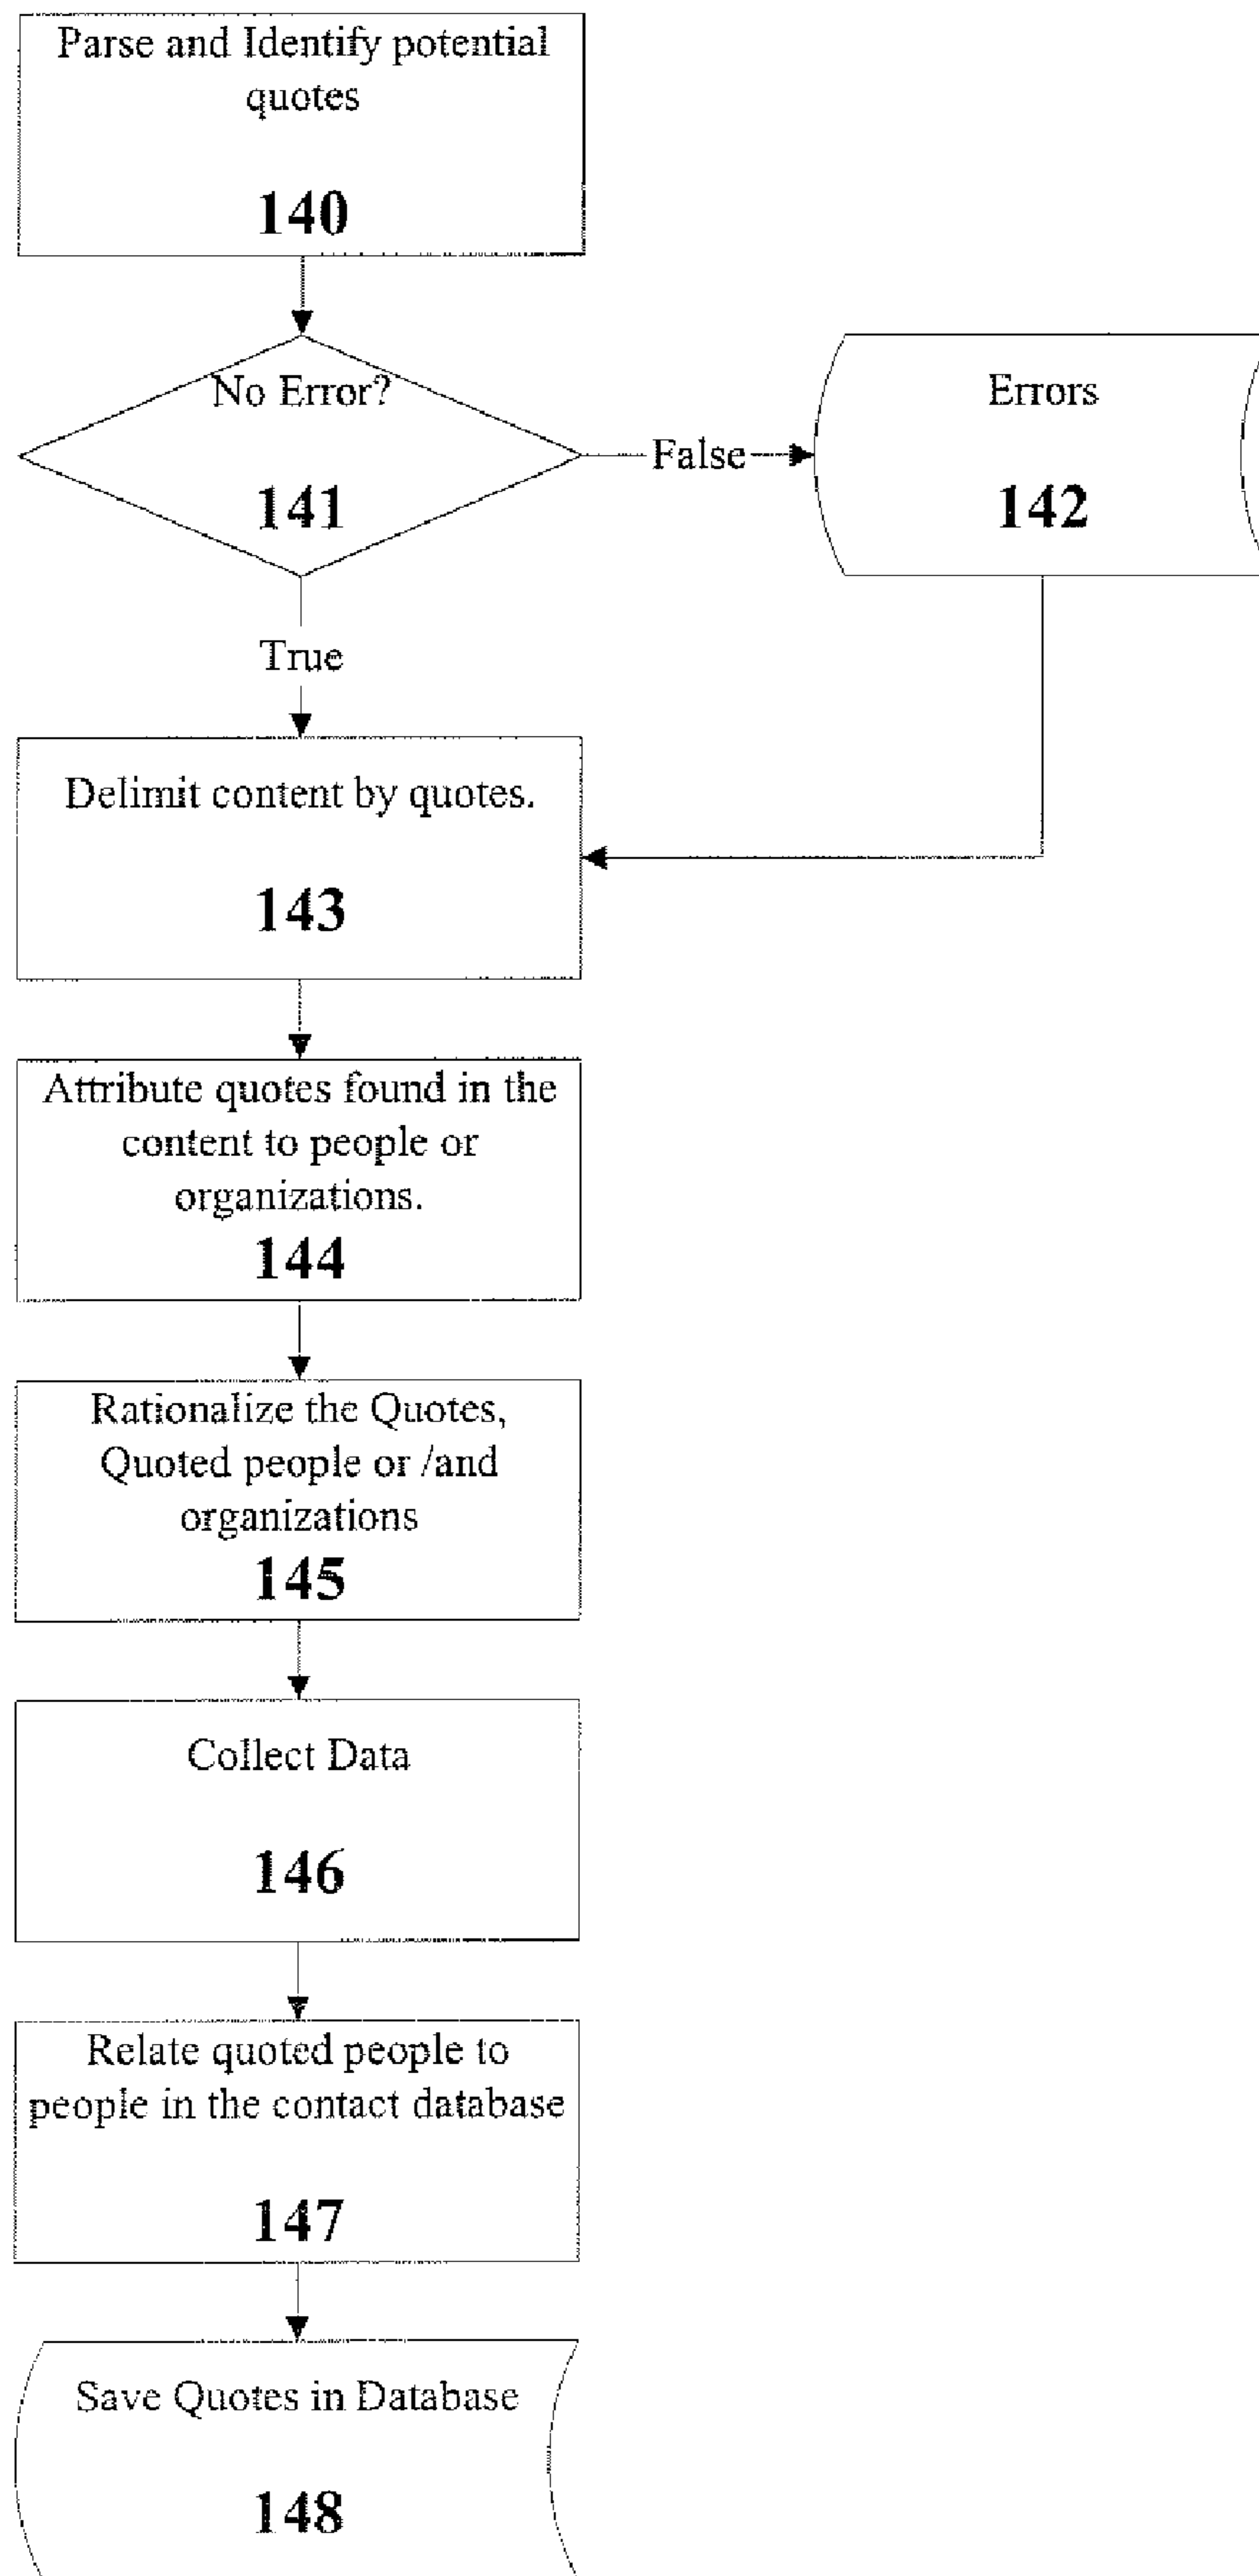 Parse and Identify potential
quotes
140
No Error?
141
False
Errors
142
True
Delimit content by quotes.
143
Attribute quotes found in the
content to people or
organizations.
144
Rationalize the Quotes,
Quoted people or /and
organizations
145
Collect Data
146
Relate quoted people to
people in the contact database
147
Save Quotes in Database
148